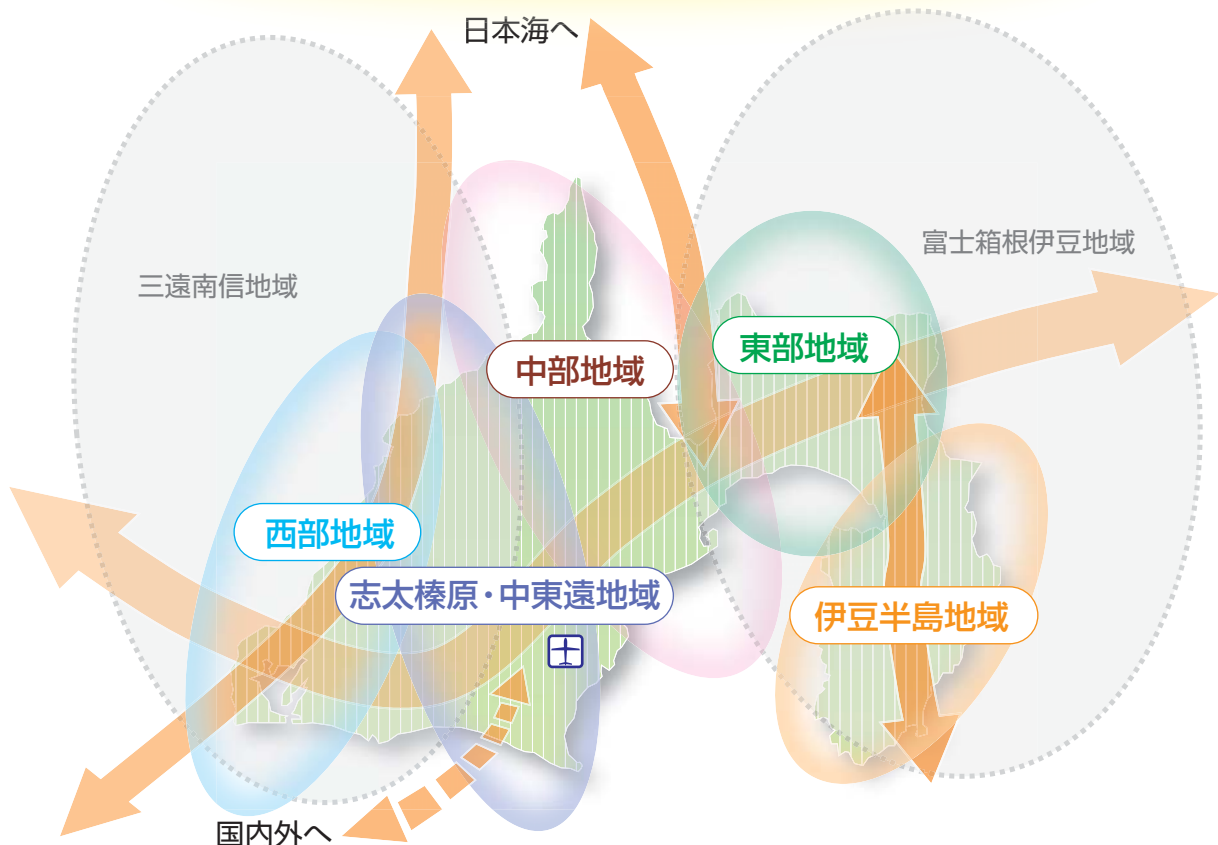 日本海へ
富士箱根伊豆地域
三遠南信地域
東部地域
中部地域
西部地域
志太榛原・中東遠地域
伊豆半島地域
国内外へ